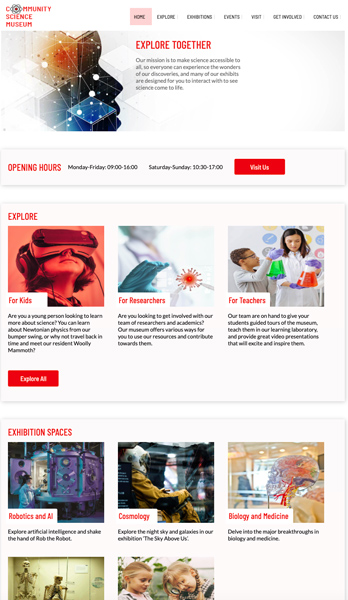 COMMUNITY
SCIENCE
MUSEUM
HOME EXPLORE EXHIBITIONS EVENTS VISIT GET INVOLVED CONTACT US
EXPLORE TOGETHER
Our mission is to make science accessible to
all, so everyone can experience the wonders
of our discoveries, and many of our exhibits
are designed for you to interact with to see
science come to life.
OPENING HOURS Monday-Friday: 09:00-16:00 Saturday-Sunday: 10:30-17:00 Visit Us
EXPLORE
For Kids
Are you a young person looking to learn
more about science? You can learn
about Newtonian physics from our
bumper swing, or why not travel back in
time and meet our resident Woolly
Mammoth?
For Researchers
Are you looking to get involved with our
team of researchers and academics?
Our museum offers various ways for
you to use our resources and contribute
towards them.
For Teachers
Our team are on hand to give your
students guided tours of the museum,
teach them in our learning laboratory,
and provide great video presentations
that will excite and inspire them.
Explore All
EXHIBITION SPACES
Robotics and AI
Explore artificial intelligence and shake
the hand of Rob the Robot.
Cosmology
Explore the night sky and galaxies in our
exhibition 'The Sky Above Us'.
Biology and Medicine
Delve into the major breakthroughs in
biology and medicine.